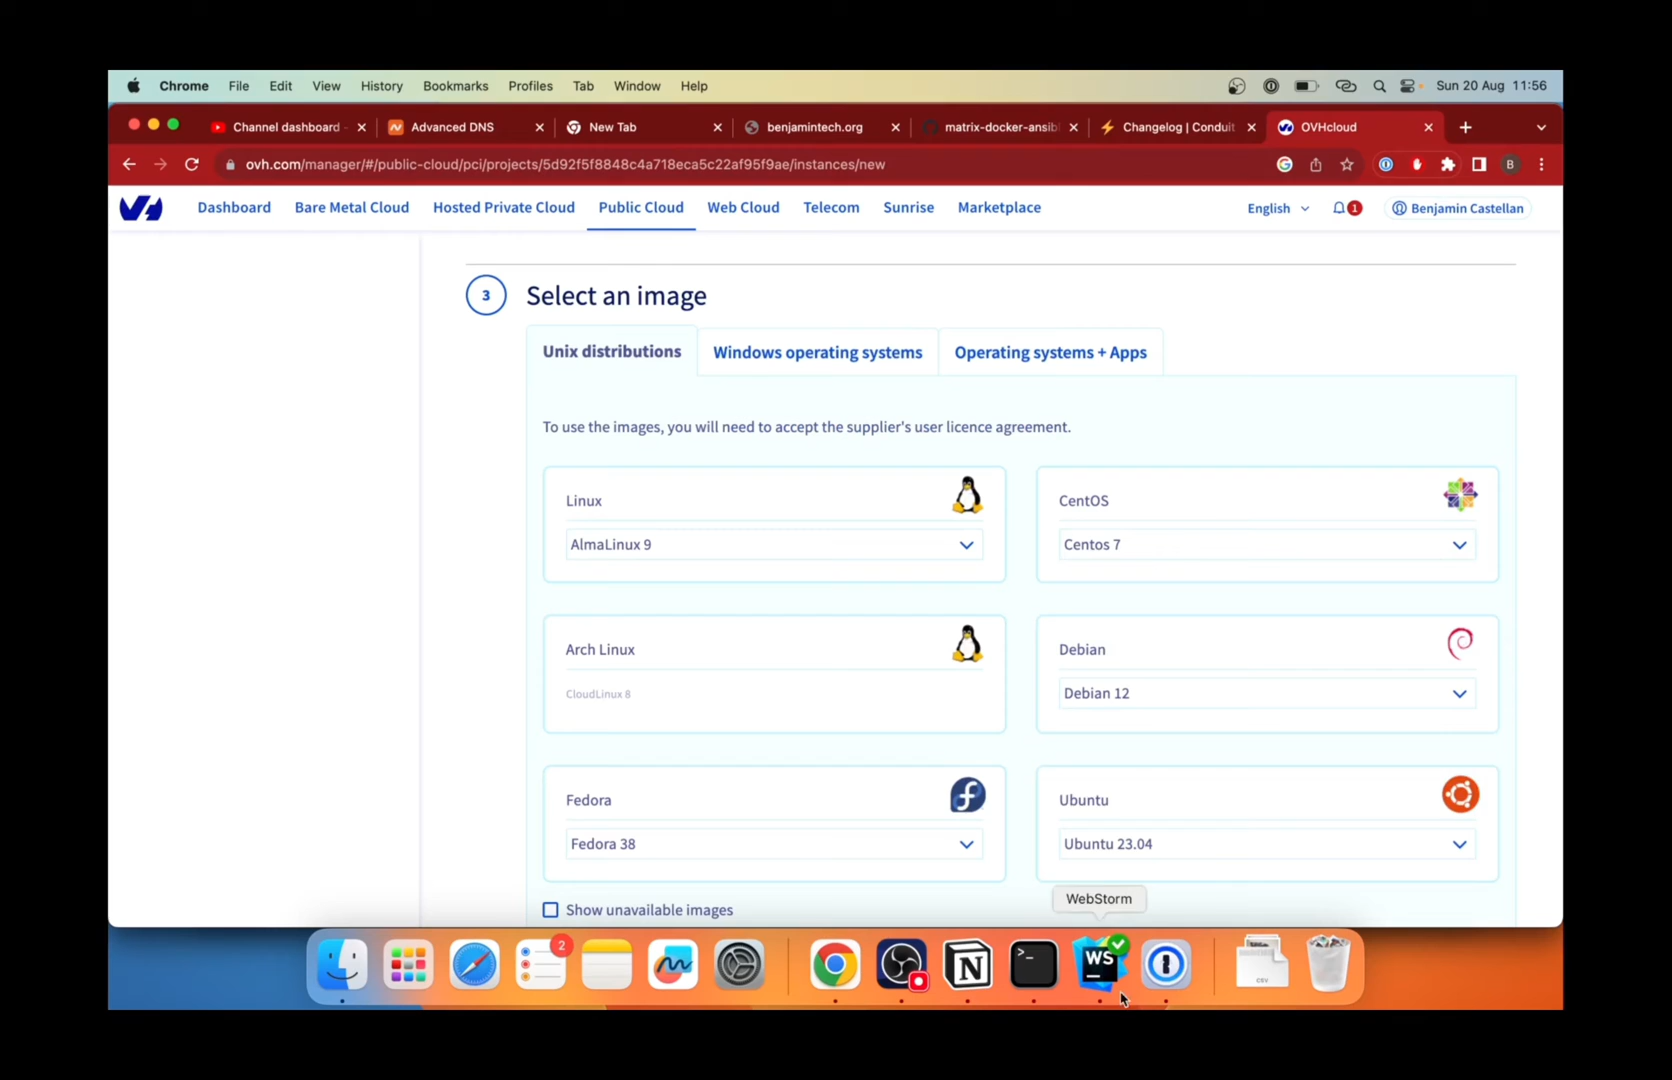 Chrome File Edit View History Bookmarks Profiles Tab Window Help Sun 20 Aug 11:56
Channel dashboard - Advanced DNS New Tab benjamintech.org matrix-docker-ansibl Changelog | Conduit OVHcloud
ovh.com/manager/#/public-cloud/pci/projects/5d92f5f8848c4a718eca5c22af95f9ae/instances/new B
Dashboard Bare Metal Cloud Hosted Private Cloud Public Cloud Web Cloud Telecom Sunrise Marketplace English 1 Benjamin Castellan
3 Select an image
Unix distributions Windows operating systems Operating systems + Apps
To use the images, you will need to accept the supplier's user licence agreement.
Linux
AlmaLinux 9
CentOS
Centos 7
Arch Linux
CloudLinux 8
Debian
Debian 12
Fedora
Fedora 38
Ubuntu
Ubuntu 23.04
Show unavailable images
WebStorm
2
WS
CSV